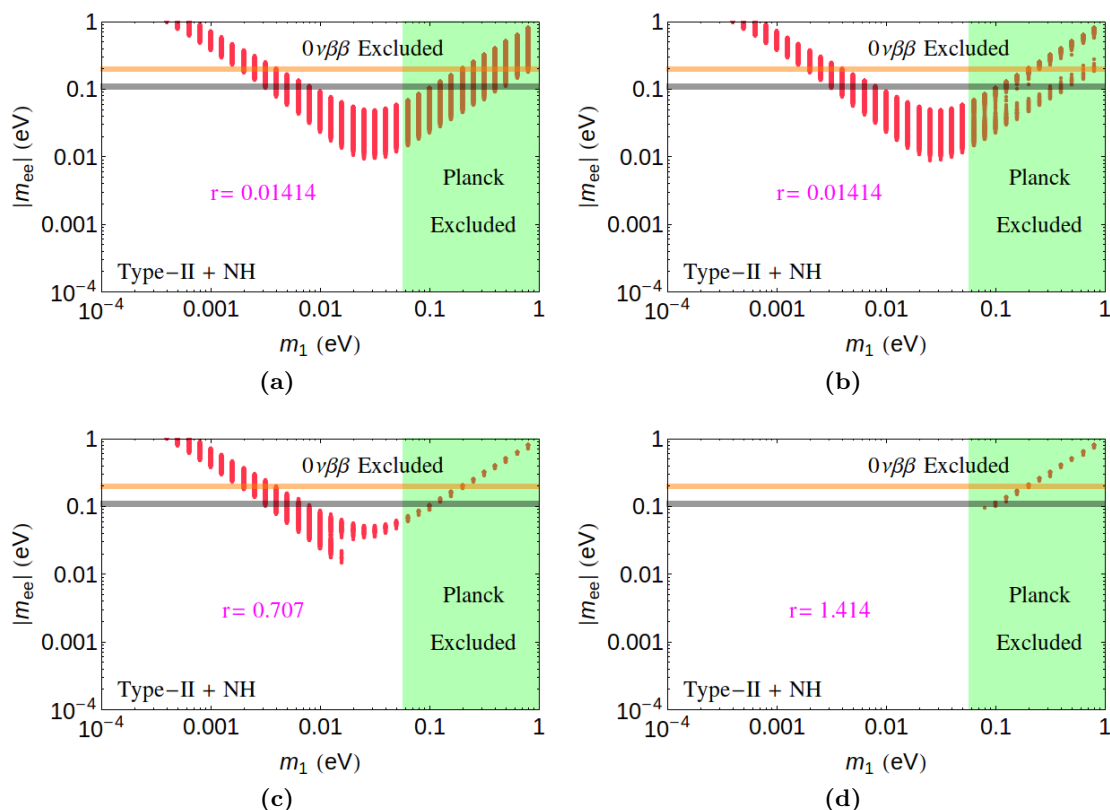 1
0.1
0.01
0.001
10⁻⁴
|m_ee| (eV)
0νββ Excluded
r= 0.01414
Planck
Excluded
Type−II + NH
10⁻⁴ 0.001 0.01 0.1 1
m₁ (eV)
(a)
1
0.1
0.01
0.001
10⁻⁴
|m_ee| (eV)
0νββ Excluded
r= 0.01414
Planck
Excluded
Type−II + NH
10⁻⁴ 0.001 0.01 0.1 1
m₁ (eV)
(b)
1
0.1
0.01
0.001
10⁻⁴
|m_ee| (eV)
0νββ Excluded
r= 0.707
Planck
Excluded
Type−II + NH
10⁻⁴ 0.001 0.01 0.1 1
m₁ (eV)
(c)
1
0.1
0.01
0.001
10⁻⁴
|m_ee| (eV)
0νββ Excluded
r= 1.414
Planck
Excluded
Type−II + NH
10⁻⁴ 0.001 0.01 0.1 1
m₁ (eV)
(d)